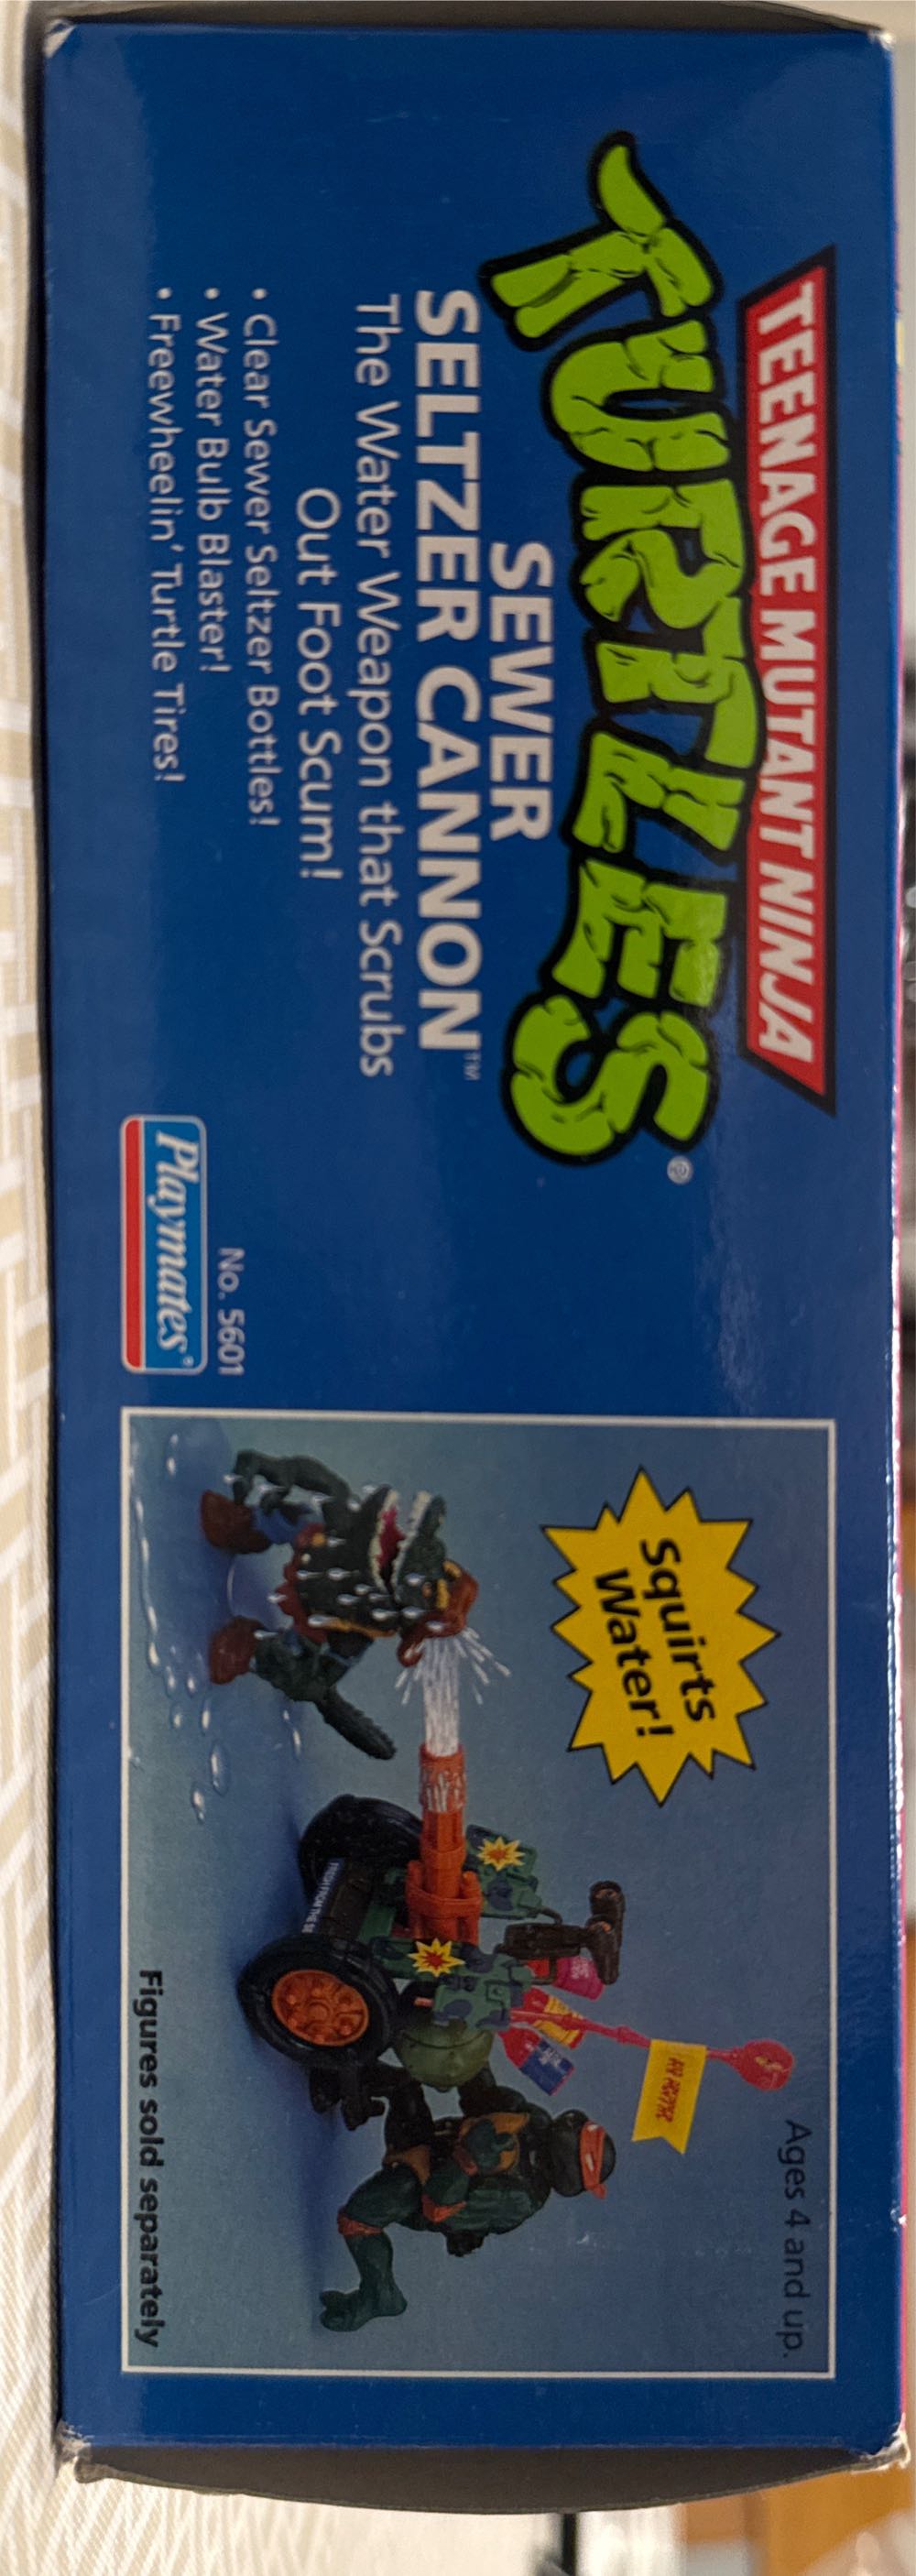 TEENAGE MUTANT NINJA
TURTLES®
SEWER
SELTZER CANNON™
The Water Weapon that Scrubs
Out Foot Scum!
• Clear Sewer Seltzer Bottles!
• Water Bulb Blaster!
• Freewheelin' Turtle Tires!
No. 5601
Playmates®
Ages 4 and up.
Squirts
Water!
Figures sold separately